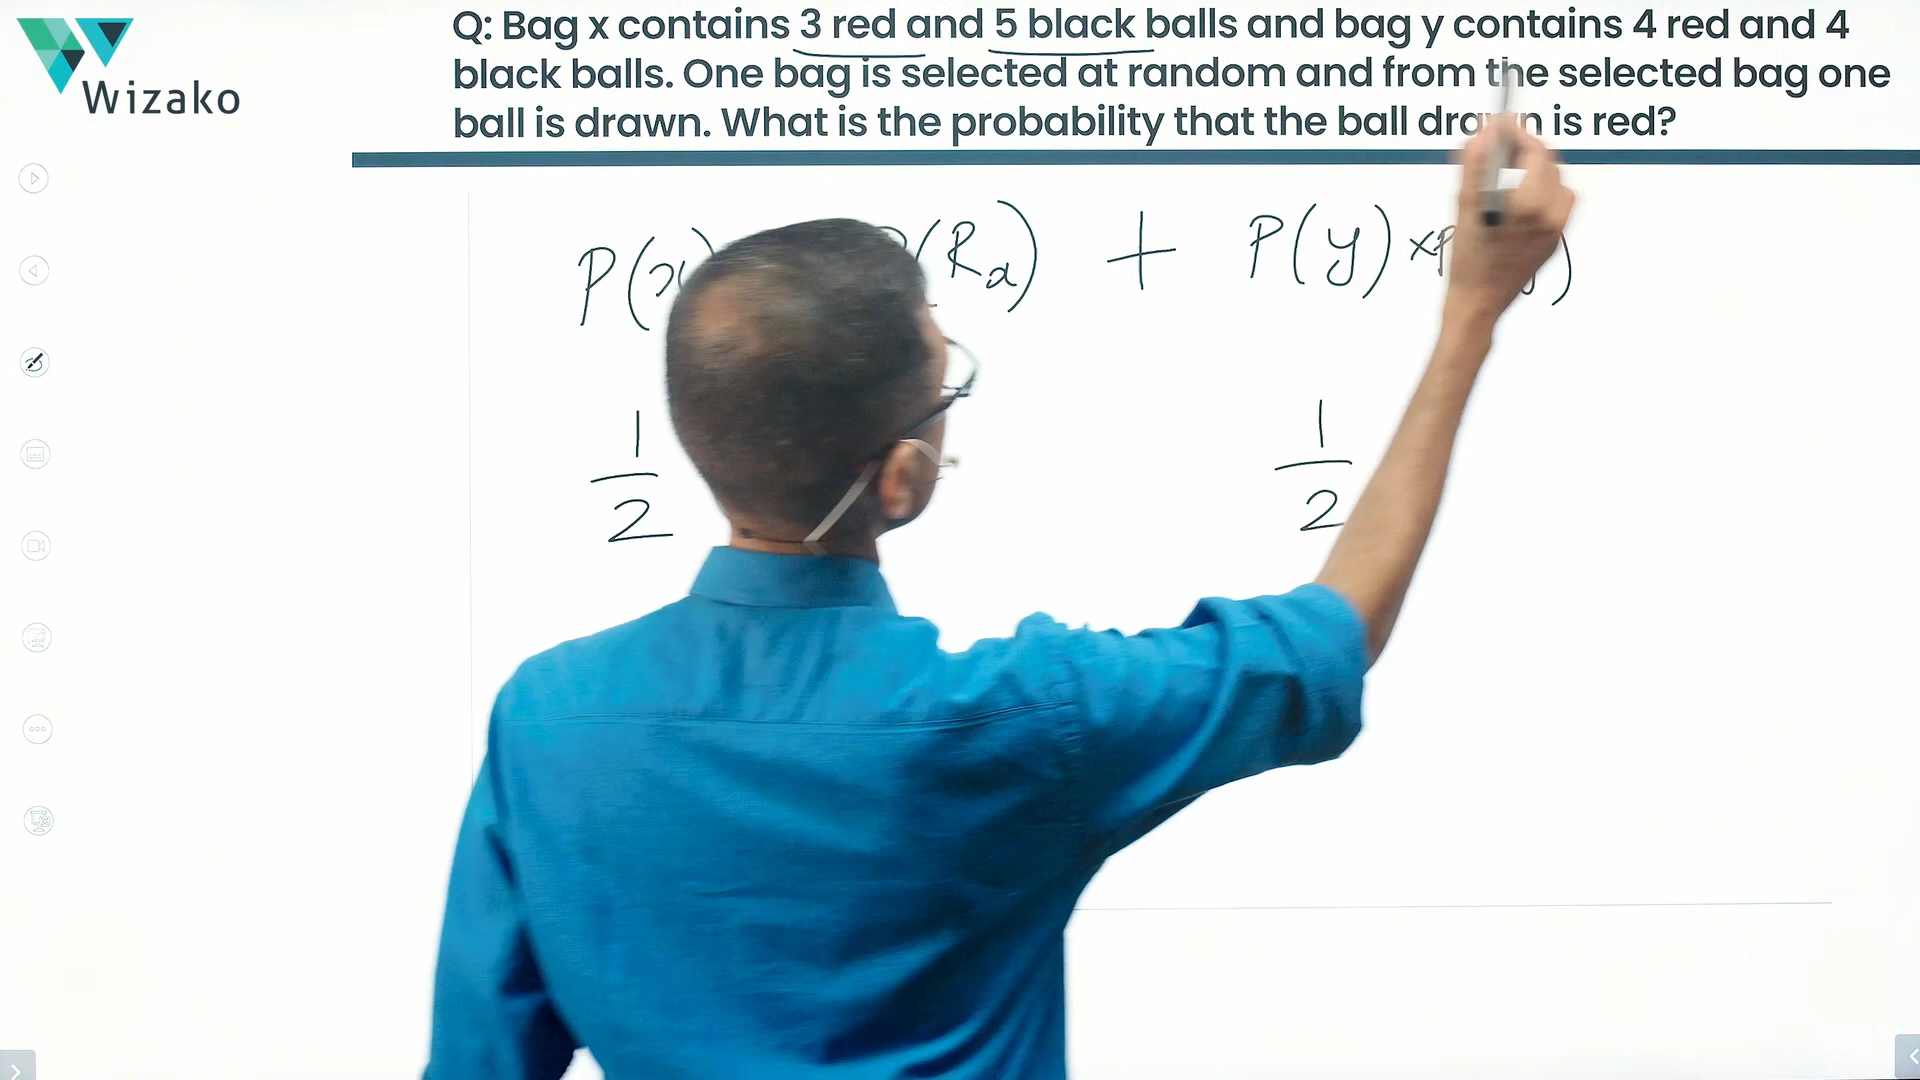 Wizako
Q: Bag x contains 3 red and 5 black balls and bag y contains 4 red and 4
black balls. One bag is selected at random and from the selected bag one
ball is drawn. What is the probability that the ball drawn is red?
P(x) P(Rx) + P(y) ×P )
1/2 1/2